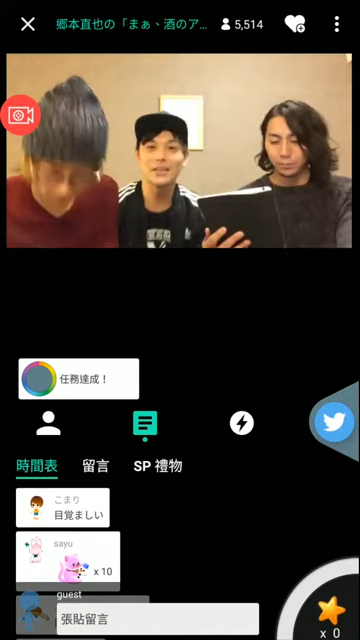 郷本直也の「まぁ、酒のア...
5,514
任務達成！
時間表
留言
SP 禮物
こまり
目覚ましい
sayu
x 10
guest
張貼留言
x 0